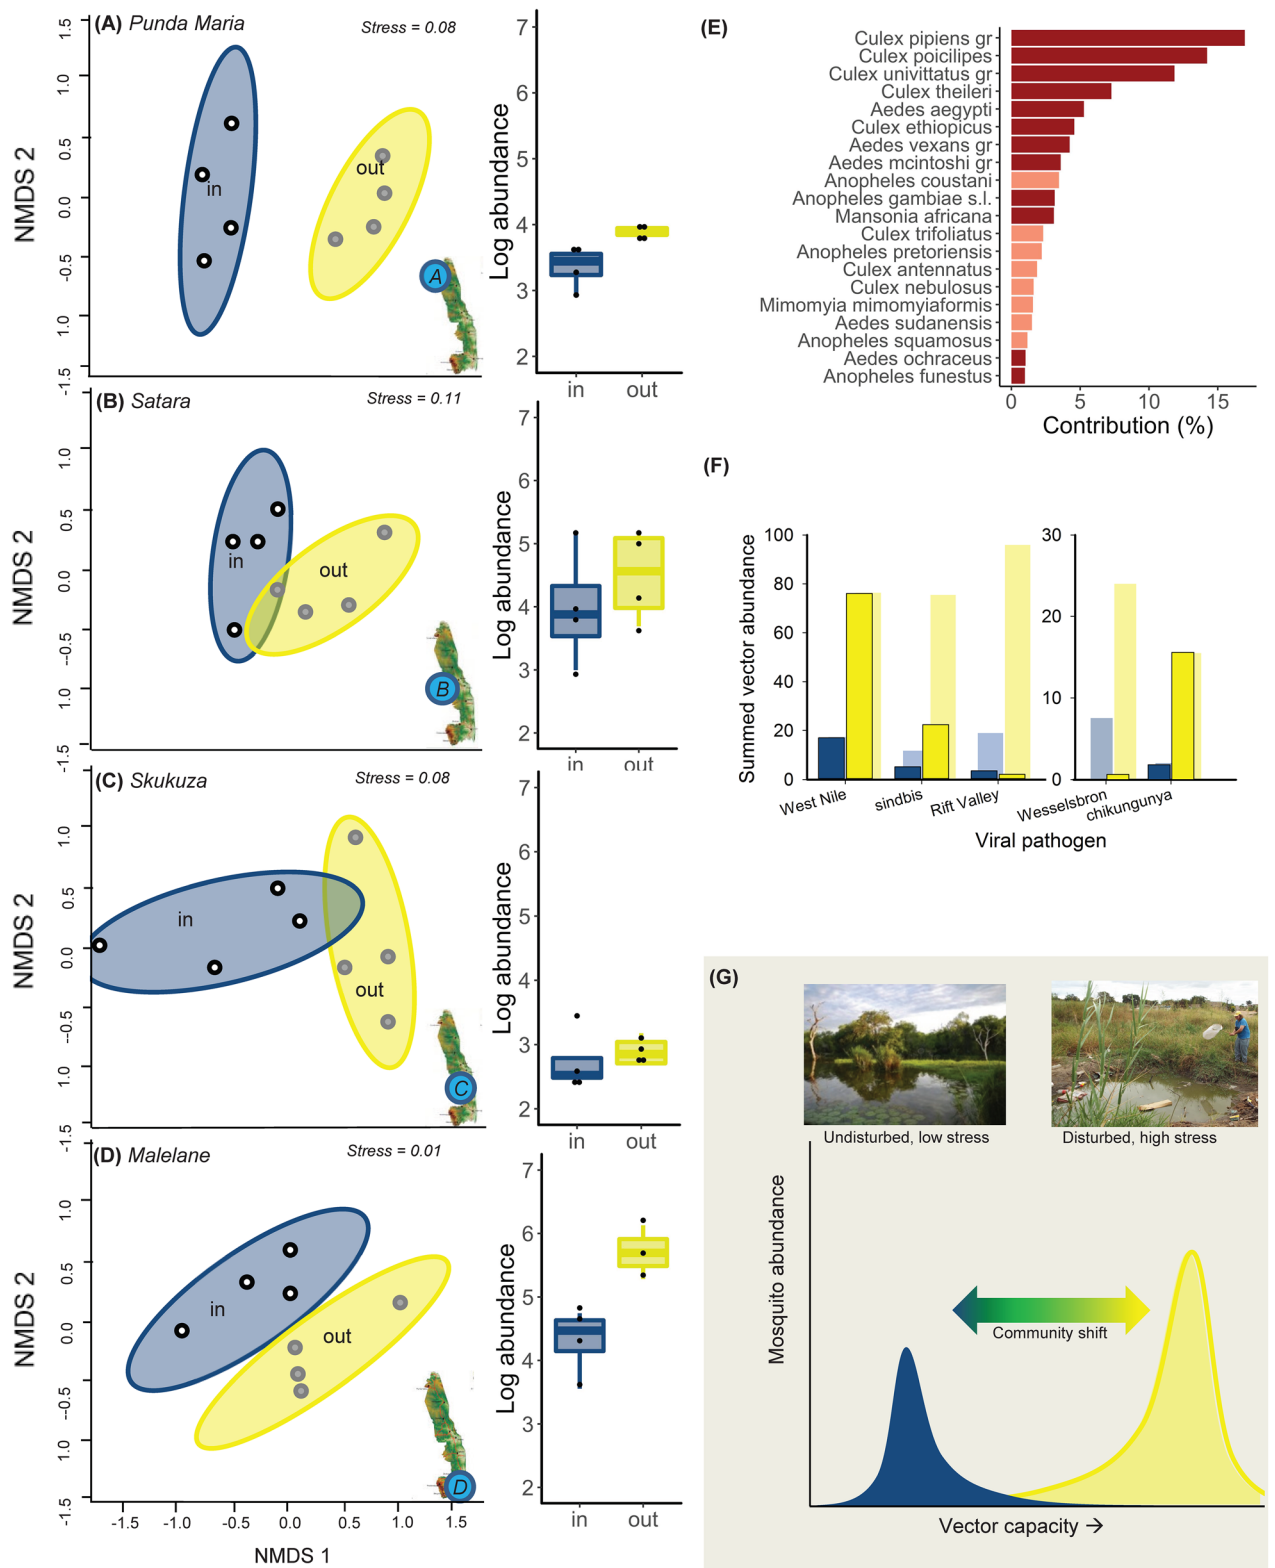 (A) Punda Maria
Stress = 0.08
NMDS 2
1.5
1.0
0.5
0.0
-0.5
1.0
-1.5
in
out
A
Log abundance
7
6
5
4
3
2
in
out
(B) Satara
Stress = 0.11
NMDS 2
1.0
0.5
0.0
--0.5
1.0
-1.5
in
out
B
Log abundance
7
6
5
4
3
2
in
out
(C) Skukuza
Stress = 0.08
NMDS 2
1.0
0.5
0.0
--0.5
1.0
-1.5
in
out
C
Log abundance
7
6
5
4
3
2
in
out
(D) Malelane
Stress = 0.01
NMDS 2
1.0
0.5
0.0
--0.5
1.0
-1.5
in
out
D
-1.5
-1.0
-0.5
0.0
0.5
1.0
1.5
NMDS 1
Log abundance
7
6
5
4
3
2
in
out
(E)
Culex pipiens gr
Culex poicilipes
Culex univittatus gr
Culex theileri
Aedes aegypti
Culex ethiopicus
Aedes vexans gr
Aedes mcintoshi gr
Anopheles coustani
Anopheles gambiae s.l.
Mansonia africana
Culex trifoliatus
Anopheles pretoriensis
Culex antennatus
Culex nebulosus
Mimomyia mimomyiaformis
Aedes sudanensis
Anopheles squamosus
Aedes ochraceus
Anopheles funestus
0
5
10
15
Contribution (%)
(F)
Summed vector abundance
100
80
60
40
20
0
30
20
10
0
West Nile
sindbis
Rift Valley
Wesselsbron
chikungunya
Viral pathogen
(G)
Undisturbed, low stress
Disturbed, high stress
Mosquito abundance
Community shift
Vector capacity →